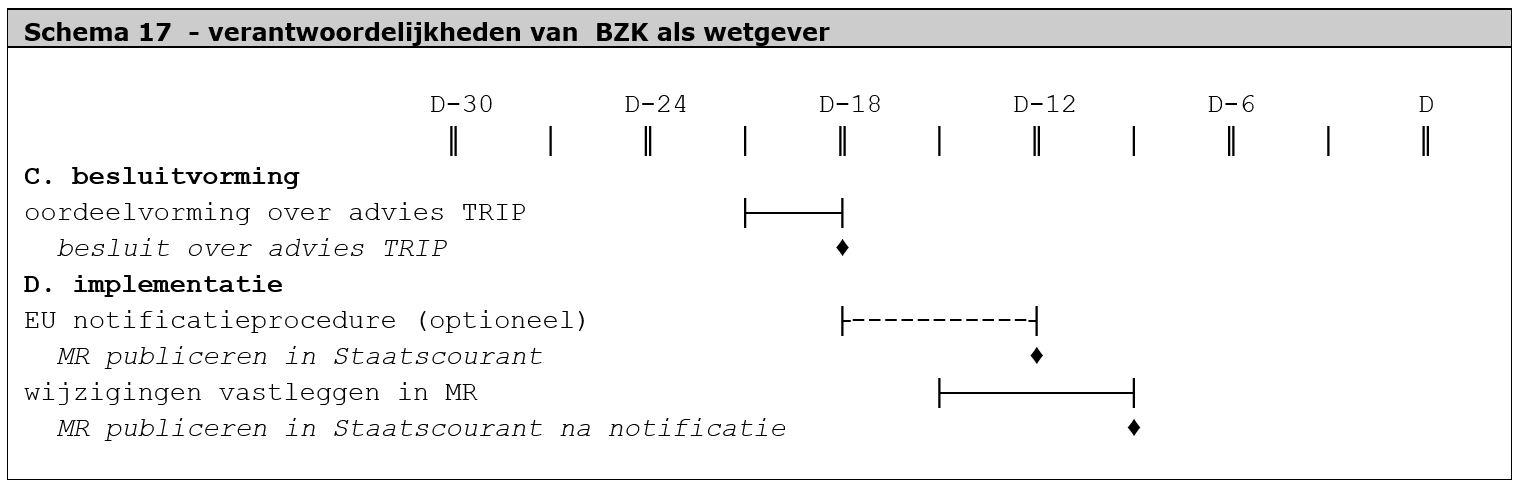 Schema 17 - verantwoordelijkheden van BZK als wetgever
D-30 D-24 D-18 D-12 D-6 D
C. besluitvorming
oordeelvorming over advies TRIP
besluit over advies TRIP
D. implementatie
EU notificatieprocedure (optioneel)
MR publiceren in Staatscourant
wijzigingen vastleggen in MR
MR publiceren in Staatscourant na notificatie